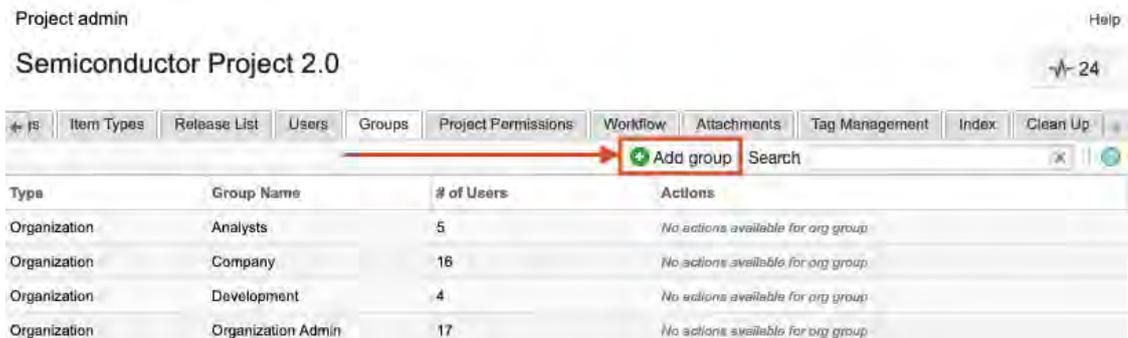 Project admin
Help
Semiconductor Project 2.0
24
rs Item Types Release List Users Groups Project Permissions Workflow Attachments Tag Management Index Clean Up
Add group Search
Type Group Name # of Users Actions
Organization Analysts 5 No actions available for org group
Organization Company 16 No actions available for org group
Organization Development 4 No actions available for org group
Organization Organization Admin 17 No actions available for org group